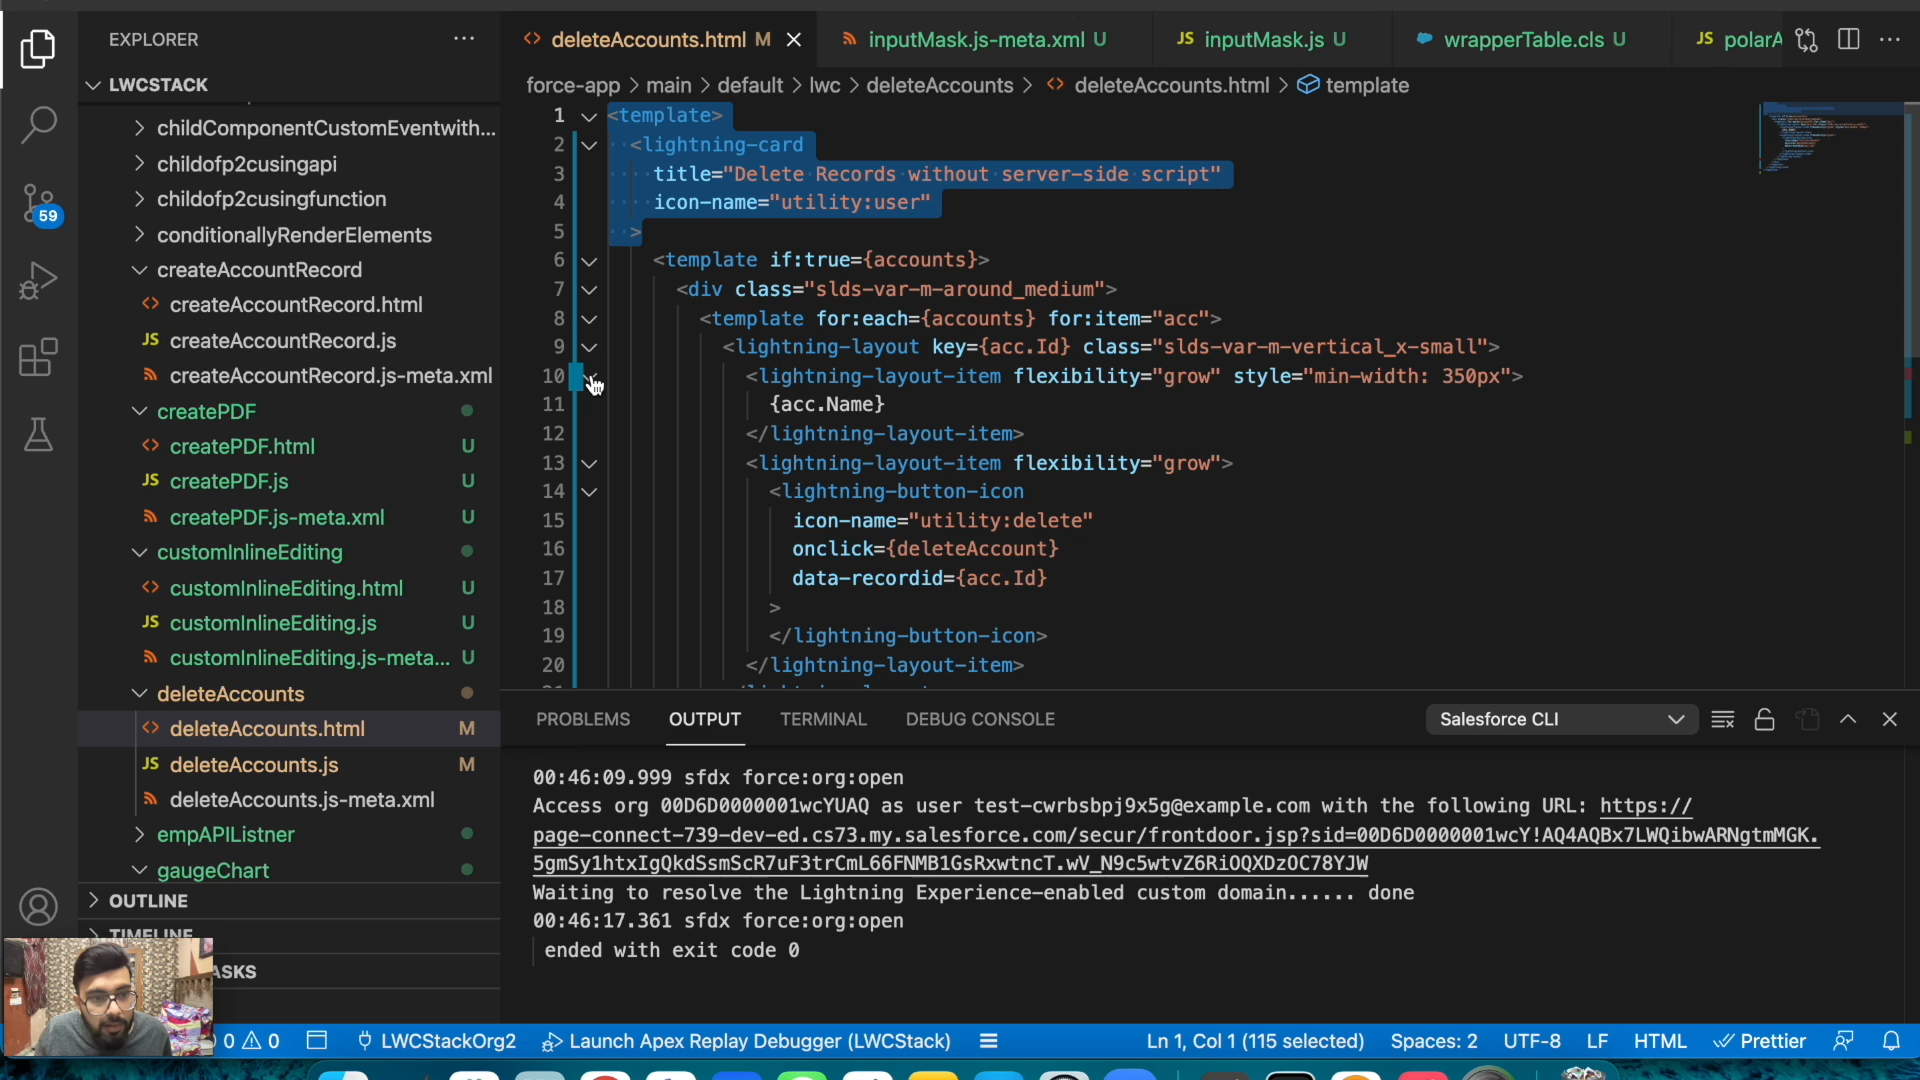 EXPLORER
LWCSTACK
childComponentCustomEventwith...
childofp2cusingapi
childofp2cusingfunction
conditionallyRenderElements
createAccountRecord
createAccountRecord.html
JS createAccountRecord.js
createAccountRecord.js-meta.xml
createPDF
createPDF.html U
JS createPDF.js U
createPDF.js-meta.xml U
customInlineEditing
customInlineEditing.html U
JS customInlineEditing.js U
customInlineEditing.js-meta... U
deleteAccounts
deleteAccounts.html M
JS deleteAccounts.js M
deleteAccounts.js-meta.xml
empAPIListner
gaugeChart
OUTLINE
TIMELINE
ASKS
59
deleteAccounts.html M
inputMask.js-meta.xml U
JS inputMask.js U
wrapperTable.cls U
JS polarA
force-app > main > default > lwc > deleteAccounts > deleteAccounts.html > template
1 <template>
2 <lightning-card
3 title="Delete Records without server-side script"
4 icon-name="utility:user"
5 >
6 <template if:true={accounts}>
7 <div class="slds-var-m-around_medium">
8 <template for:each={accounts} for:item="acc">
9 <lightning-layout key={acc.Id} class="slds-var-m-vertical_x-small">
10 <lightning-layout-item flexibility="grow" style="min-width: 350px">
11 {acc.Name}
12 </lightning-layout-item>
13 <lightning-layout-item flexibility="grow">
14 <lightning-button-icon
15 icon-name="utility:delete"
16 onclick={deleteAccount}
17 data-recordid={acc.Id}
18 >
19 </lightning-button-icon>
20 </lightning-layout-item>
PROBLEMS OUTPUT TERMINAL DEBUG CONSOLE Salesforce CLI
00:46:09.999 sfdx force:org:open
Access org 00D6D0000001wcYUAQ as user test-cwrbsbpj9x5g@example.com with the following URL: https://
page-connect-739-dev-ed.cs73.my.salesforce.com/secur/frontdoor.jsp?sid=00D6D0000001wcY!AQ4AQBx7LWQibwARNgtmMGK.
5gmSy1htxIgQkdSsmScR7uF3trCmL66FNMB1GsRxwtncT.wV_N9c5wtvZ6RiOQXDzOC78YJW
Waiting to resolve the Lightning Experience-enabled custom domain...... done
00:46:17.361 sfdx force:org:open
ended with exit code 0
0 0 LWCStackOrg2 Launch Apex Replay Debugger (LWCStack) Ln 1, Col 1 (115 selected) Spaces: 2 UTF-8 LF HTML Prettier